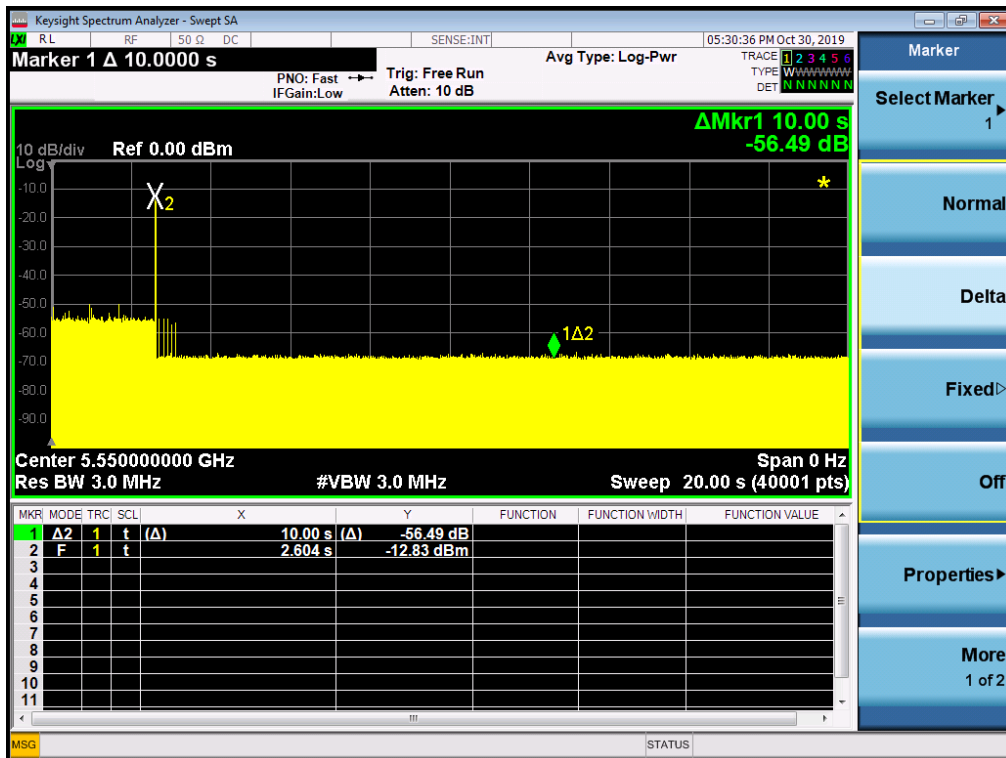 Keysight Spectrum Analyzer - Swept SA
LXI RL RF 50 Ω DC SENSE:INT 05:30:36 PM Oct 30, 2019
Marker 1 Δ 10.0000 s
PNO: Fast
IFGain:Low
Trig: Free Run
Atten: 10 dB
Avg Type: Log-Pwr
TRACE 1 2 3 4 5 6
TYPE WWWWWW
DET N N N N N N
ΔMkr1 10.00 s
-56.49 dB
10 dB/div Ref 0.00 dBm
Log
-10.0
-20.0
-30.0
-40.0
-50.0
-60.0
-70.0
-80.0
-90.0
X2
1Δ2
*
Center 5.550000000 GHz Span 0 Hz
Res BW 3.0 MHz #VBW 3.0 MHz Sweep 20.00 s (40001 pts)
MKR MODE TRC SCL X Y FUNCTION FUNCTION WIDTH FUNCTION VALUE
1 Δ2 1 t (Δ) 10.00 s (Δ) -56.49 dB
2 F 1 t 2.604 s -12.83 dBm
3
4
5
6
7
8
9
10
11
MSG STATUS
Marker
Select Marker
1
Normal
Delta
Fixed
Off
Properties
More
1 of 2